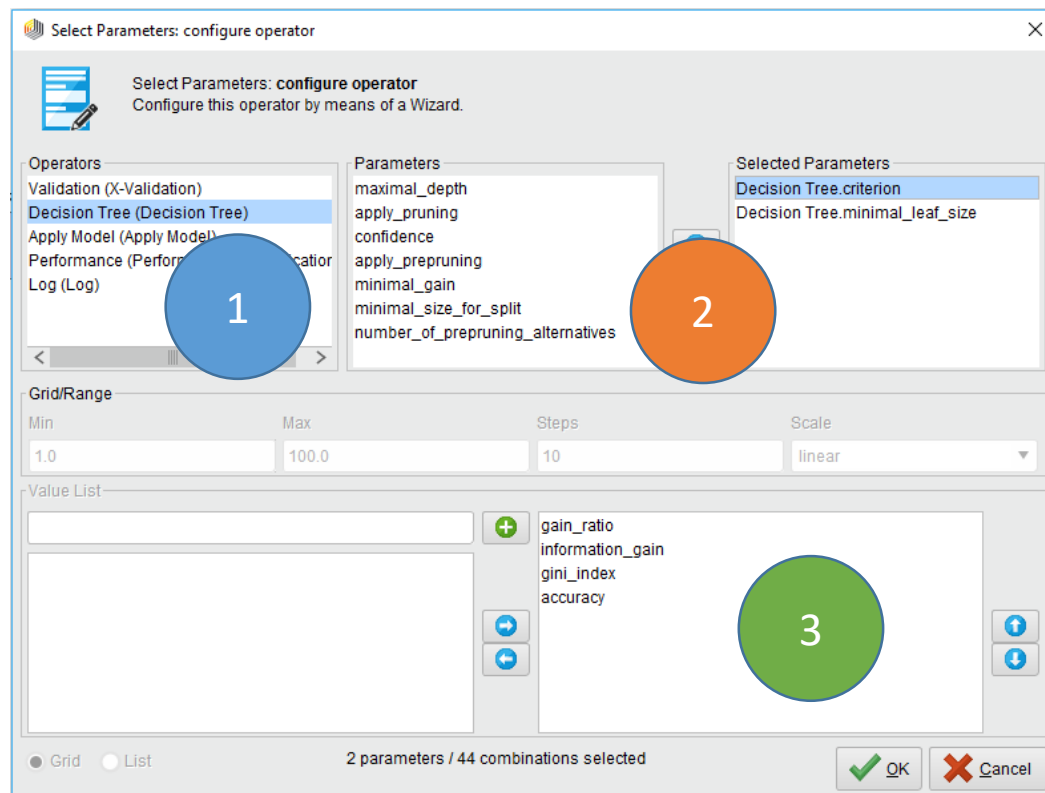 Select Parameters: configure operator
Select Parameters: configure operator
Configure this operator by means of a Wizard.
Operators
Parameters
Selected Parameters
Validation (X-Validation)
Decision Tree (Decision Tree)
Apply Model (Apply Model)
Performance (Perfor
Log (Log)
1
maximal_depth
apply_pruning
confidence
apply_prepruning
minimal_gain
minimal_size_for_split
number_of_prepruning_alternatives
2
Decision Tree.criterion
Decision Tree.minimal_leaf_size
Grid/Range
Min Max Steps Scale
1.0 100.0 10 linear
Value List
gain_ratio
information_gain
gini_index
accuracy
3
Grid List
2 parameters / 44 combinations selected
OK Cancel